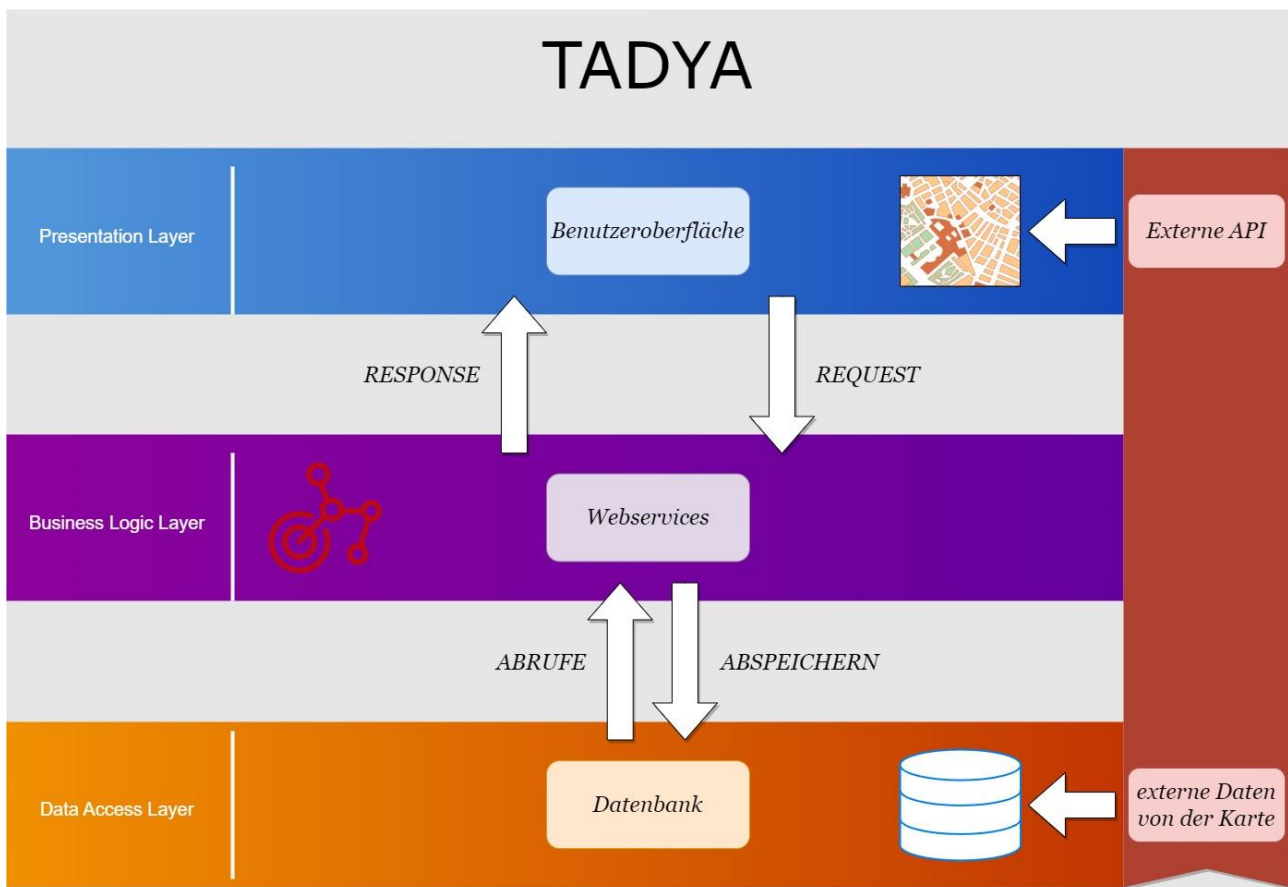 TADYA
Presentation Layer
Benutzeroberfläche
Externe API
RESPONSE
REQUEST
Business Logic Layer
Webservices
ABRUFE
ABSPEICHERN
Data Access Layer
Datenbank
externe Daten
von der Karte